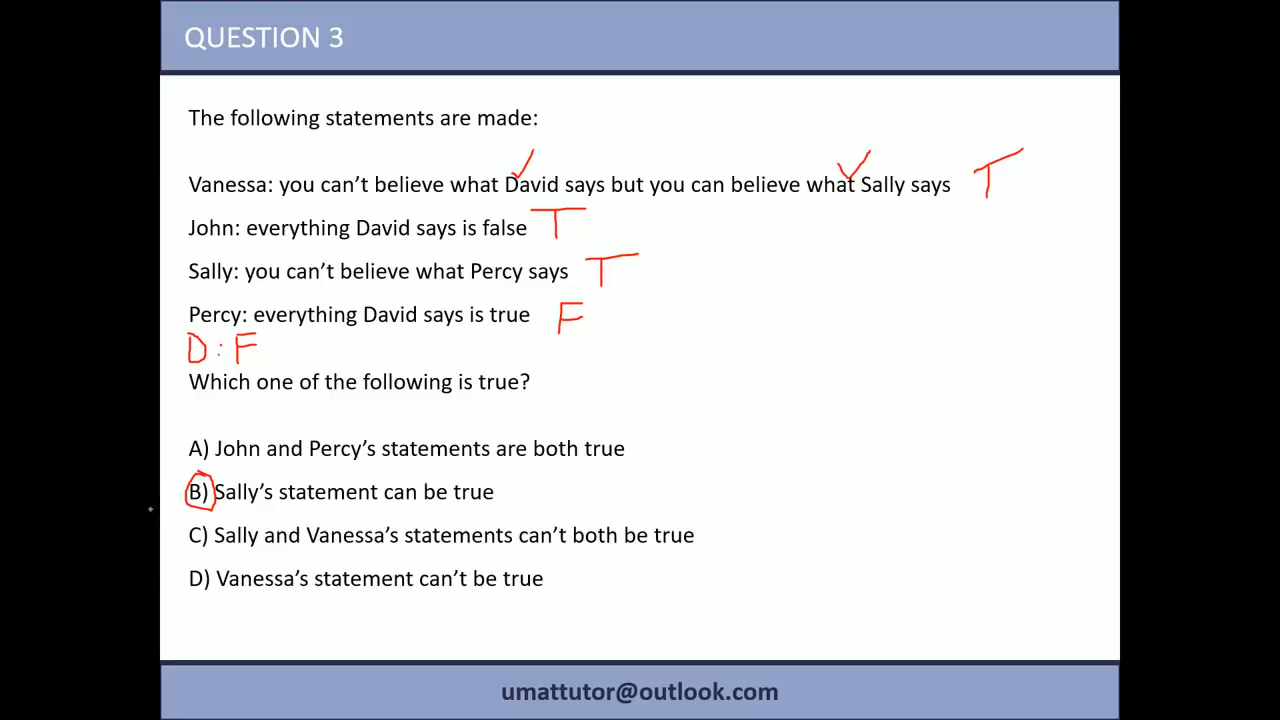 QUESTION 3
The following statements are made:
Vanessa: you can't believe what David says but you can believe what Sally says T
John: everything David says is false T
Sally: you can't believe what Percy says T
Percy: everything David says is true F
D : F
Which one of the following is true?
A) John and Percy's statements are both true
B) Sally's statement can be true
C) Sally and Vanessa's statements can't both be true
D) Vanessa's statement can't be true
umattutor@outlook.com